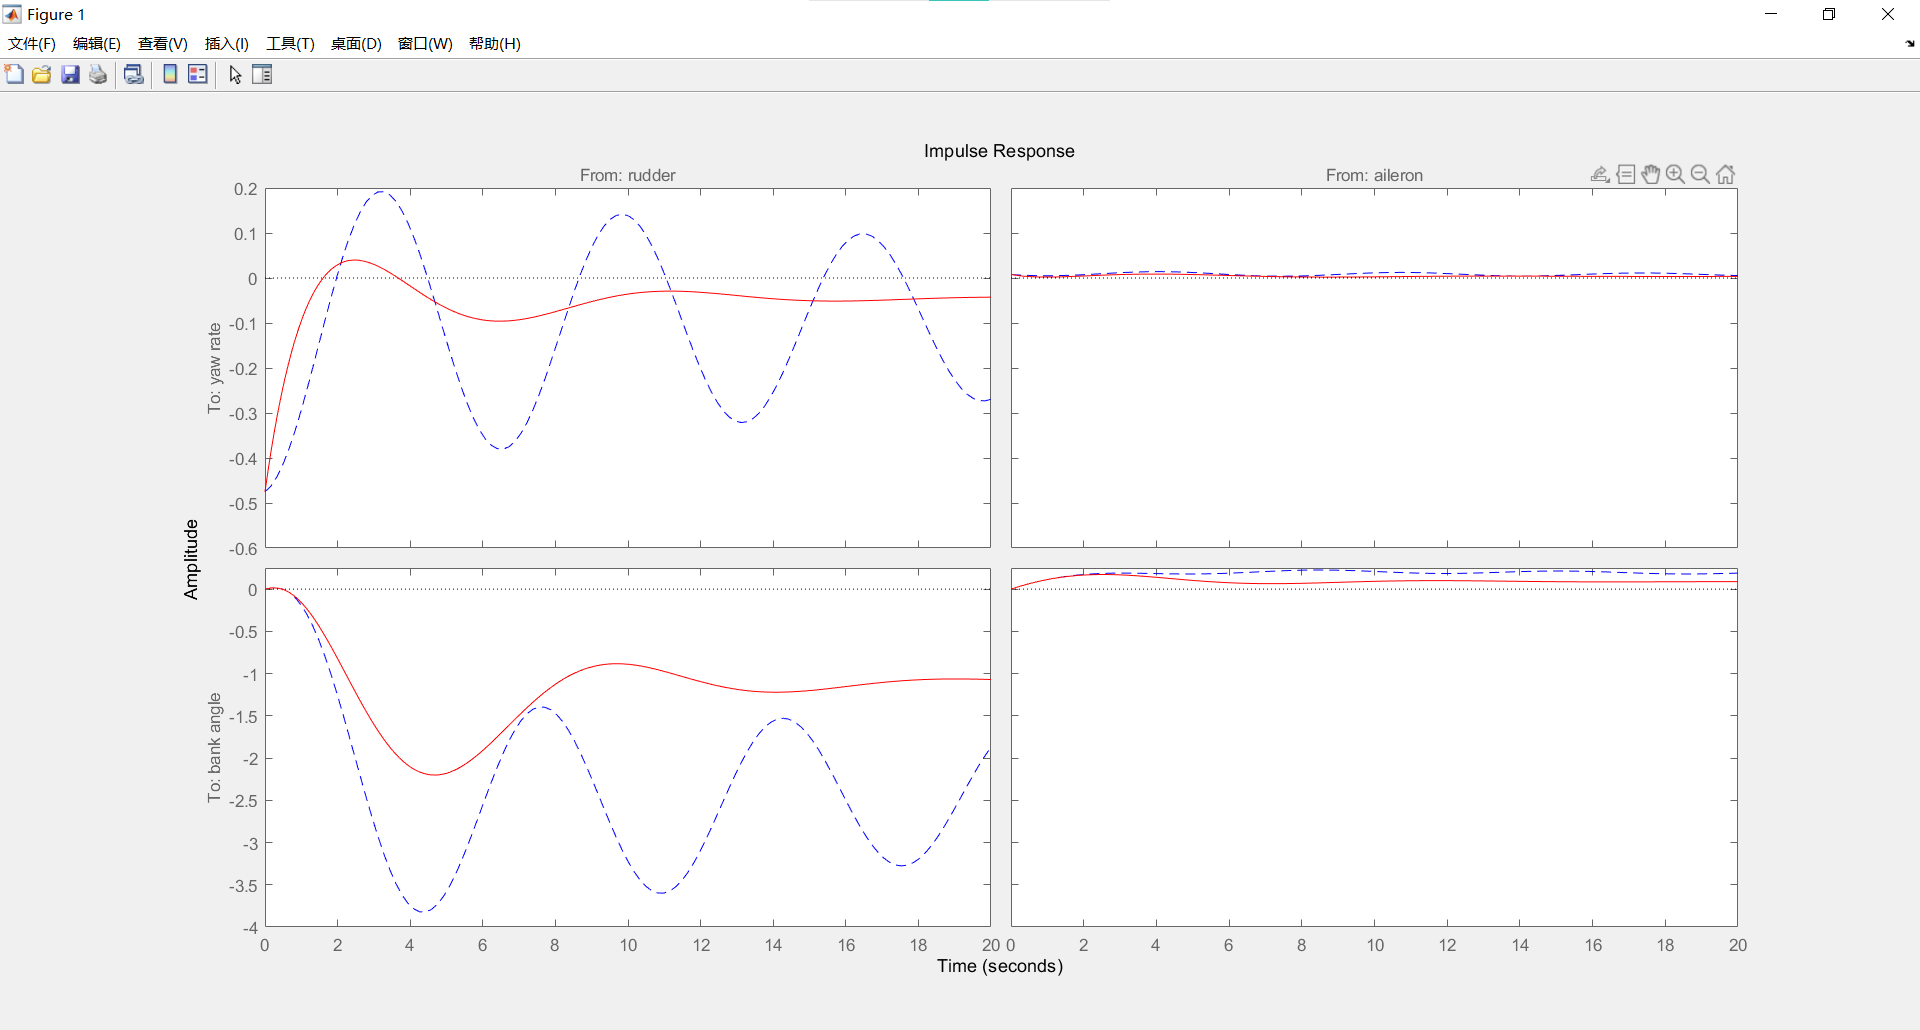 Figure 1
文件(F) 编辑(E) 查看(V) 插入(I) 工具(T) 桌面(D) 窗口(W) 帮助(H)
Impulse Response
From: rudder
From: aileron
To: yaw rate
0.2
0.1
0
-0.1
-0.2
-0.3
-0.4
-0.5
-0.6
Amplitude
To: bank angle
0
-0.5
-1
-1.5
-2
-2.5
-3
-3.5
-4
0 2 4 6 8 10 12 14 16 18 20
0 2 4 6 8 10 12 14 16 18 20
Time (seconds)